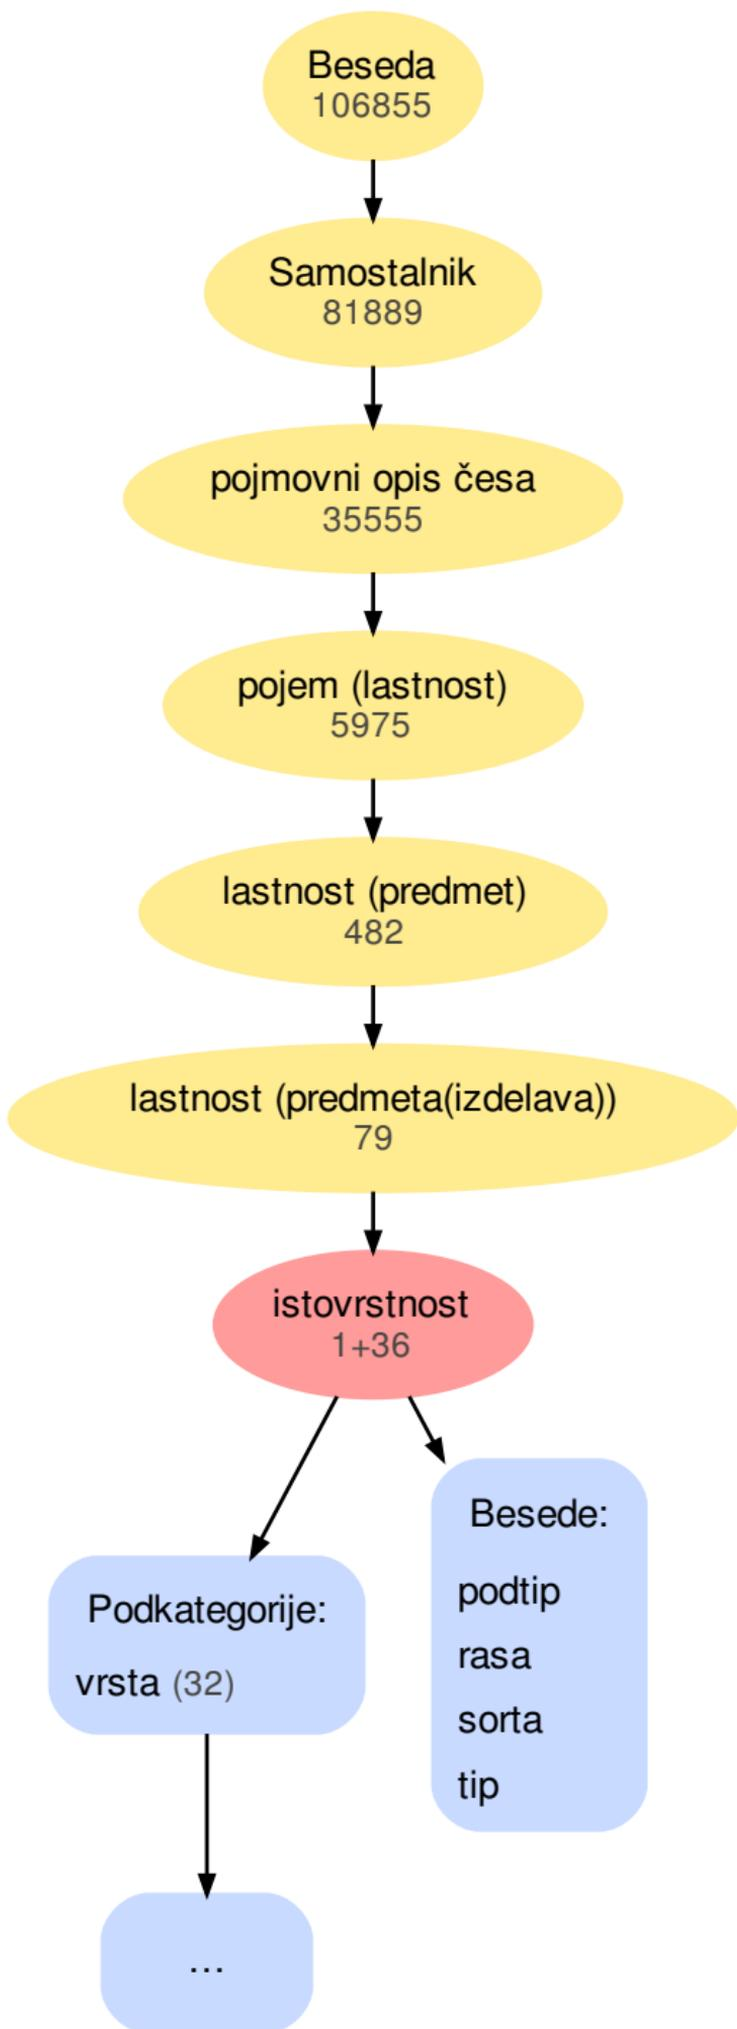 Beseda
106855
Samostalnik
81889
pojmovni opis česa
35555
pojem (lastnost)
5975
lastnost (predmet)
482
lastnost (predmeta(izdelava))
79
istovrstnost
1+36
Podkategorije:
vrsta (32)
Besede:
podtip
rasa
sorta
tip
...